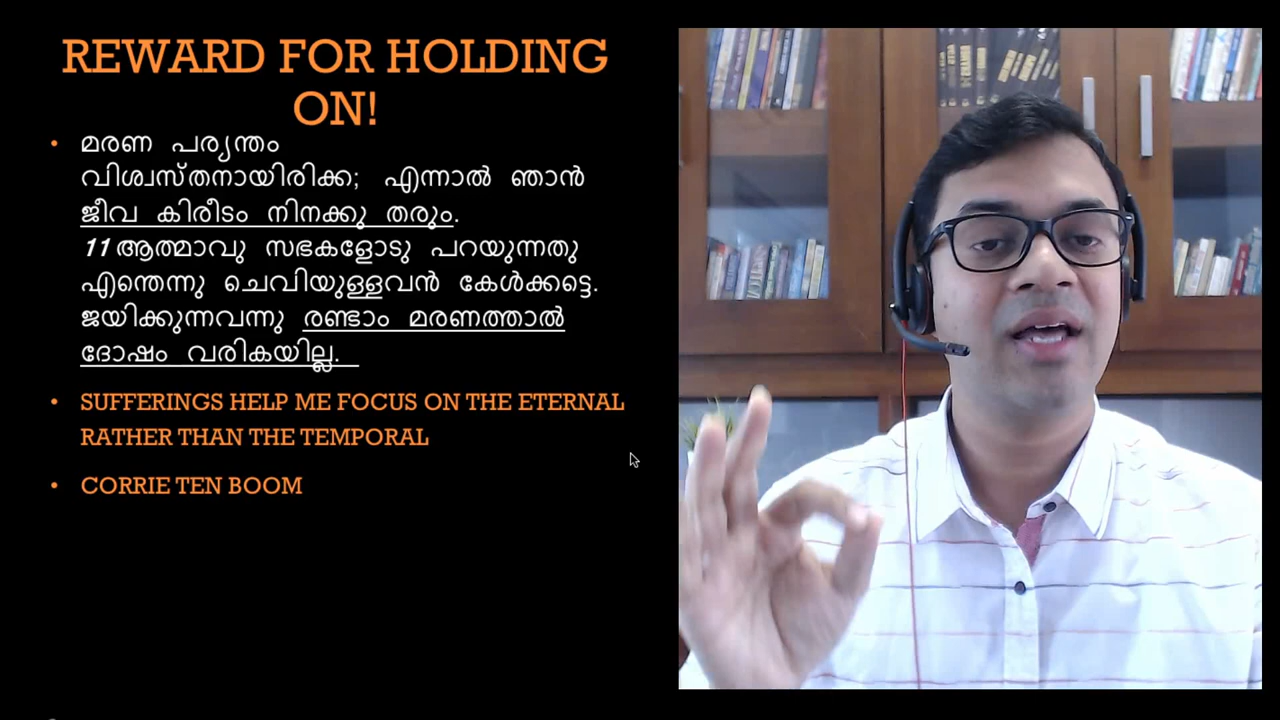 REWARD FOR HOLDING
ON!
• മരണ പര്യന്തം
വിശ്വസ്തനായിരിക്ക; എന്നാൽ ഞാൻ
ജീവ കിരീടം നിനക്കു തരും.
11 ആത്മാവു സഭകളോടു പറയുന്നതു
എന്തെന്നു ചെവിയുള്ളവൻ കേൾക്കട്ടെ.
ജയിക്കുന്നവന്നു രണ്ടാം മരണത്താൽ
ദോഷം വരികയില്ല.
• SUFFERINGS HELP ME FOCUS ON THE ETERNAL
RATHER THAN THE TEMPORAL
• CORRIE TEN BOOM